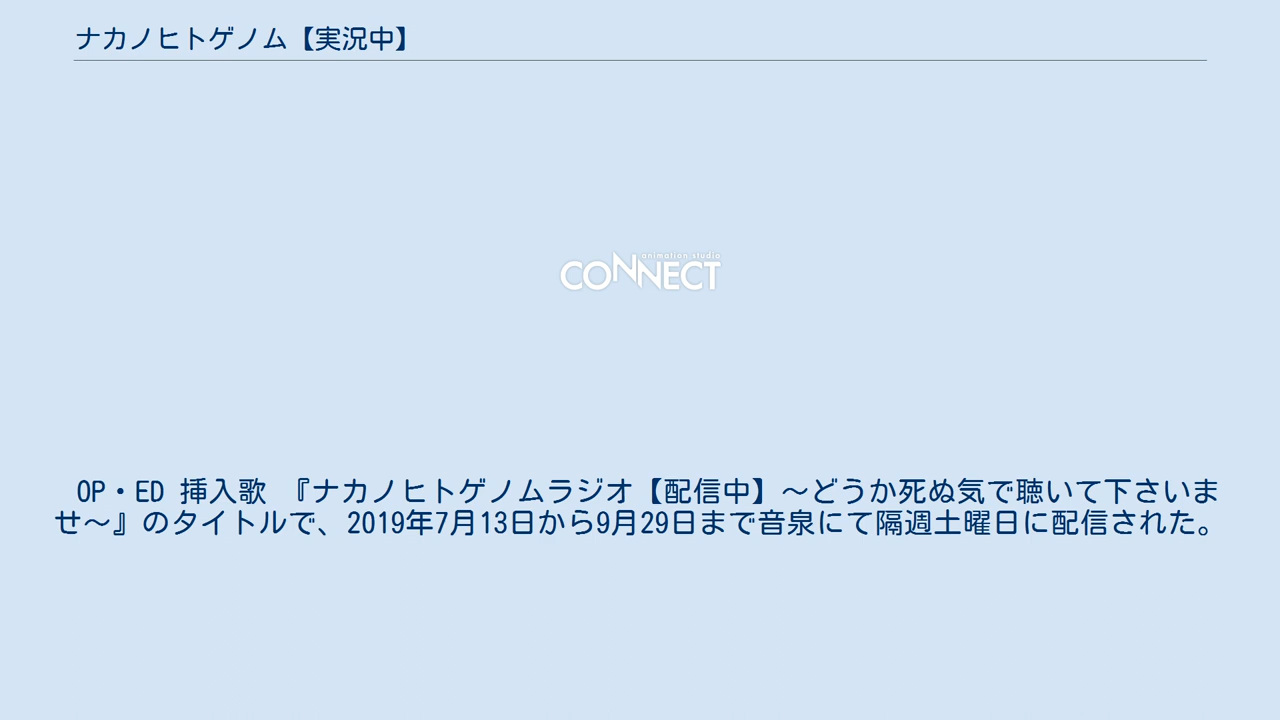 ナカノヒトゲノム【実況中】
animation studio
CONNECT
OP・ED 挿入歌 『ナカノヒトゲノムラジオ【配信中】～どうか死ぬ気で聴いて下さいま
せ～』のタイトルで、2019年7月13日から9月29日まで音泉にて隔週土曜日に配信された。